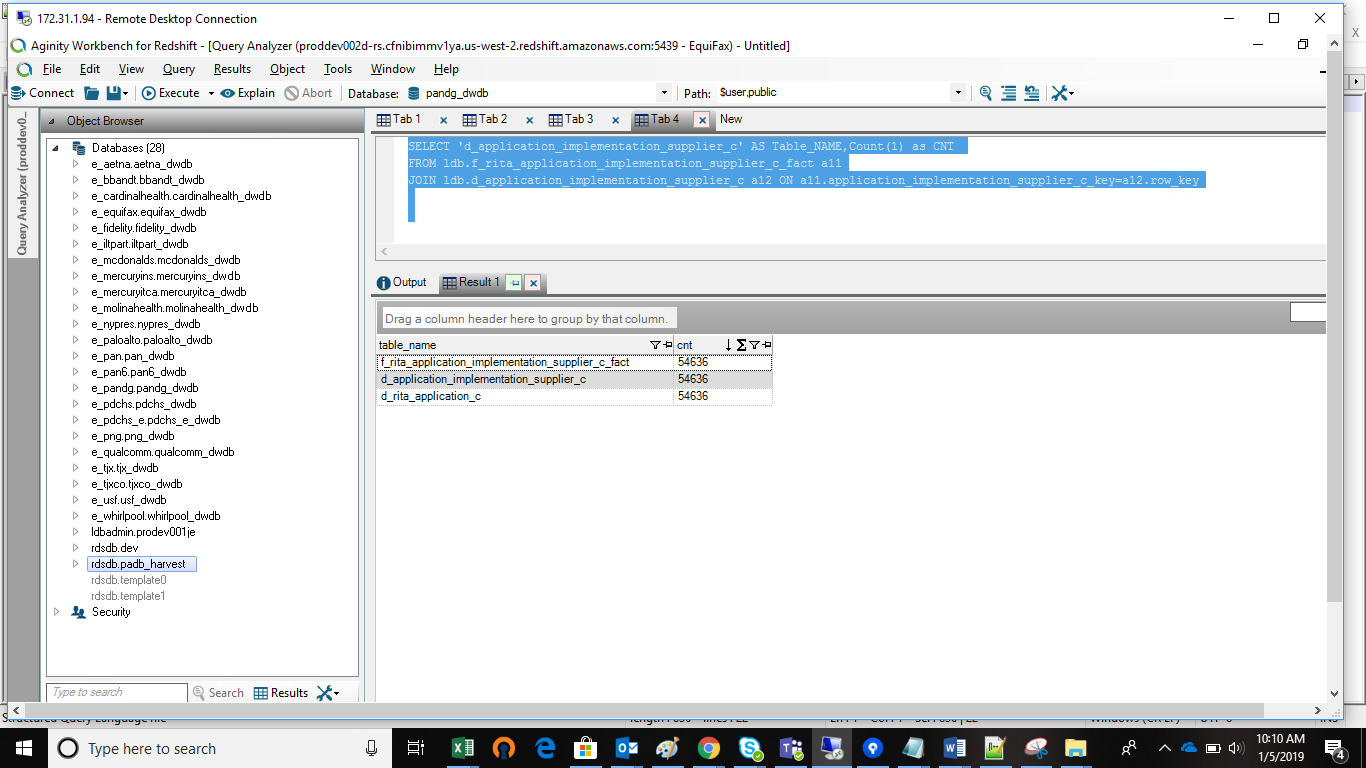 172.31.1.94 - Remote Desktop Connection
Aginity Workbench for Redshift - [Query Analyzer (proddev002d-rs.cfnibimmv1ya.us-west-2.redshift.amazonaws.com:5439 - EquiFax) - Untitled]
File Edit View Query Results Object Tools Window Help
Connect Execute Explain Abort Database: pandg_dwdb Path: $user,public
Query Analyzer (proddev0...
Object Browser
Databases (28)
e_aetna.aetna_dwdb
e_bbandt.bbandt_dwdb
e_cardinalhealth.cardinalhealth_dwdb
e_equifax.equifax_dwdb
e_fidelity.fidelity_dwdb
e_iltpart.iltpart_dwdb
e_mcdonalds.mcdonalds_dwdb
e_mercuryins.mercuryins_dwdb
e_mercuryitca.mercuryitca_dwdb
e_molinahealth.molinahealth_dwdb
e_nypres.nypres_dwdb
e_paloalto.paloalto_dwdb
e_pan.pan_dwdb
e_pan6.pan6_dwdb
e_pandg.pandg_dwdb
e_pdchs.pdchs_dwdb
e_pdchs_e.pdchs_e_dwdb
e_png.png_dwdb
e_qualcomm.qualcomm_dwdb
e_tjx.tjx_dwdb
e_tjxco.tjxco_dwdb
e_usf.usf_dwdb
e_whirlpool.whirlpool_dwdb
ldbadmin.prodev001je
rdsdb.dev
rdsdb.padb_harvest
rdsdb.template0
rdsdb.template1
Security
Type to search Search Results
Tab 1 Tab 2 Tab 3 Tab 4 New
SELECT 'd_application_implementation_supplier_c' AS Table_NAME,Count(1) as CNT
FROM ldb.f_rita_application_implementation_supplier_c_fact a11
JOIN ldb.d_application_implementation_supplier_c a12 ON a11.application_implementation_supplier_c_key=a12.row_key
Output Result 1
Drag a column header here to group by that column.
table_name cnt
f_rita_application_implementation_supplier_c_fact 54636
d_application_implementation_supplier_c 54636
d_rita_application_c 54636
Type here to search
10:10 AM
1/5/2019
4